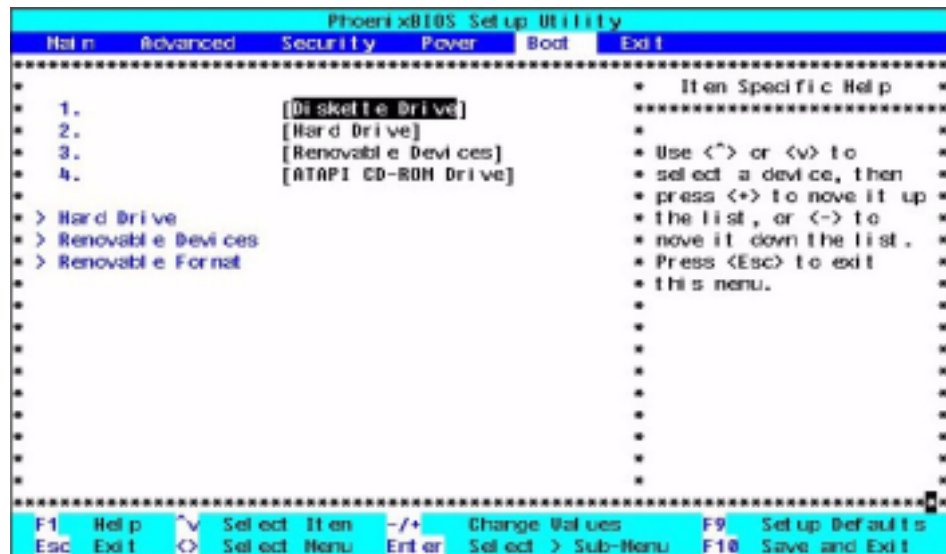 PhoenixBIOS Setup Utility
Main Advanced Security Power Boot Exit
Item Specific Help
1. [Diskette Drive]
2. [Hard Drive]
3. [Removable Devices]
4. [ATAPI CD-ROM Drive]
> Hard Drive
> Removable Devices
> Removable Format
Use <^> or <v> to
select a device, then
press <+> to move it up
the list, or <-> to
move it down the list.
Press <Esc> to exit
this menu.
F1 Help ^v Select Item -/+ Change Values F9 Setup Defaults
Esc Exit <> Select Menu Enter Select > Sub-Menu F10 Save and Exit